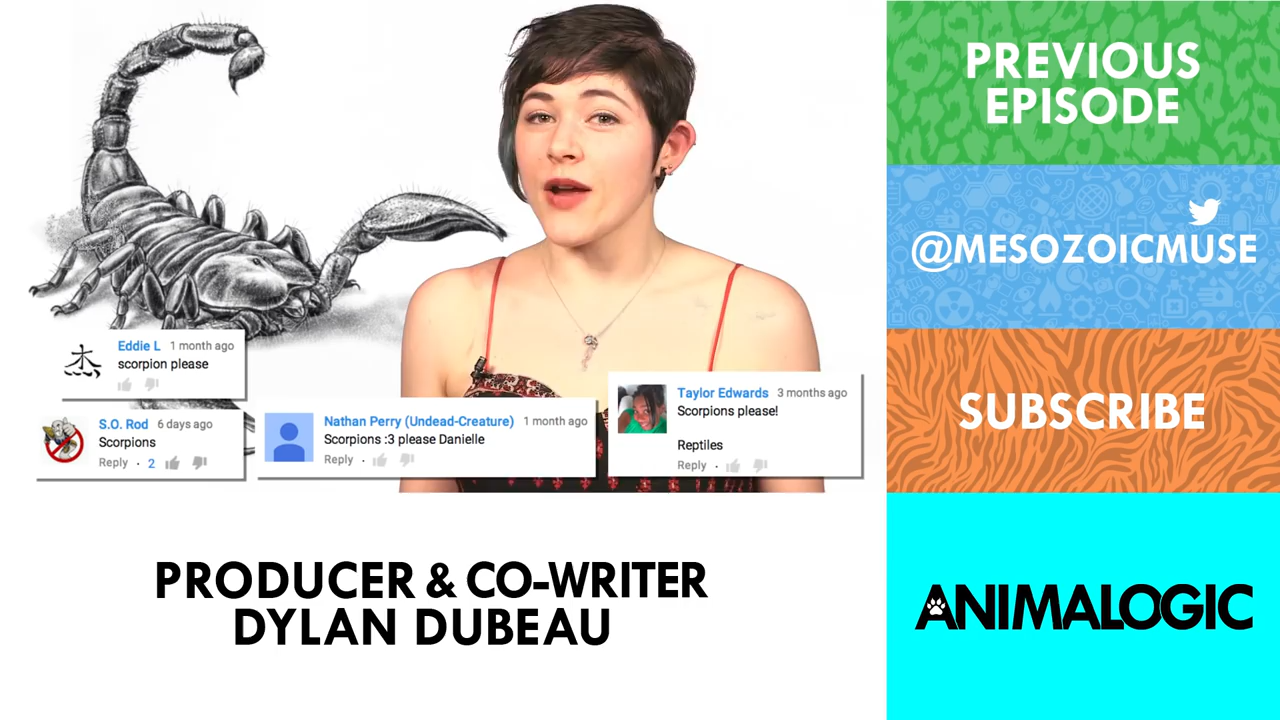 PREVIOUS
EPISODE
@MESOZOICMUSE
SUBSCRIBE
ANIMALOGIC
杰
Eddie L 1 month ago
scorpion please
S.O. Rod 6 days ago
Scorpions
Reply · 2
Nathan Perry (Undead-Creature) 1 month ago
Scorpions :3 please Danielle
Reply ·
Taylor Edwards 3 months ago
Scorpions please!
Reptiles
Reply ·
PRODUCER & CO-WRITER
DYLAN DUBEAU